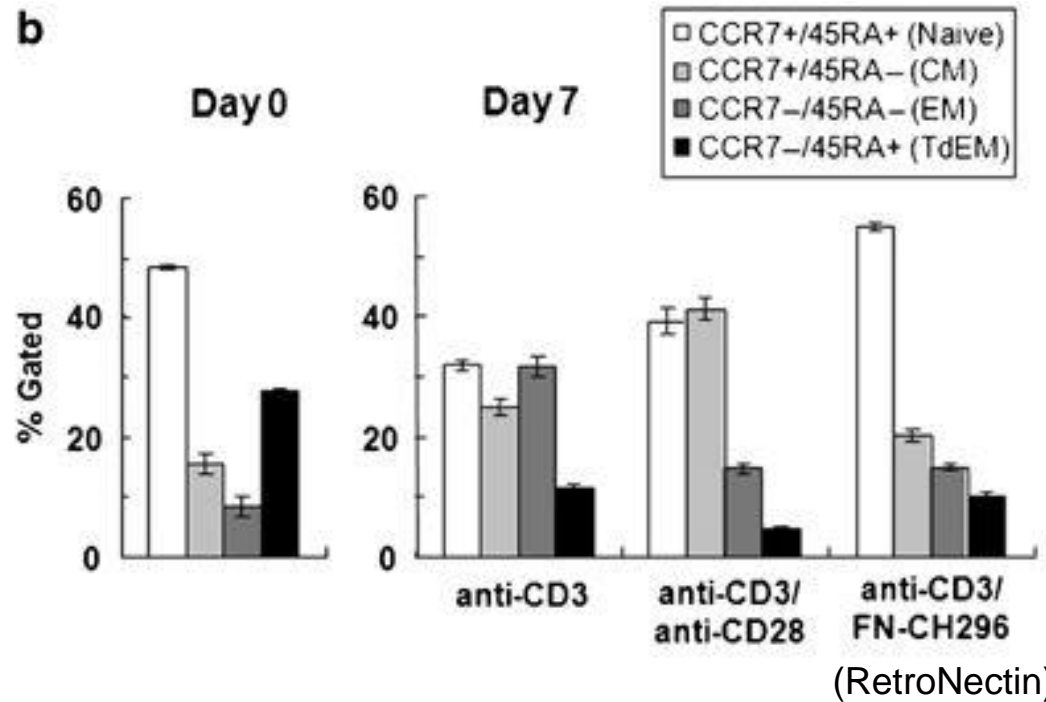 b
CCR7+/45RA+ (Naive)
CCR7+/45RA– (CM)
CCR7–/45RA– (EM)
CCR7–/45RA+ (TdEM)
Day 0
Day 7
% Gated
60
40
20
0
60
40
20
0
anti-CD3
anti-CD3/
anti-CD28
anti-CD3/
FN-CH296
(RetroNectin)